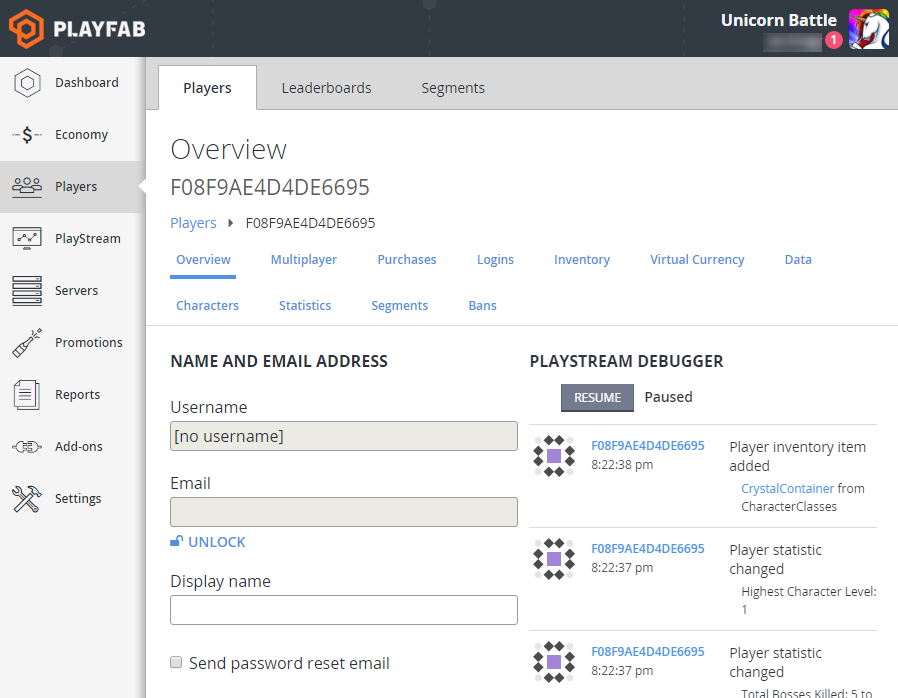 PLAYFAB
Unicorn Battle
1
Dashboard
Economy
Players
PlayStream
Servers
Promotions
Reports
Add-ons
Settings
Players
Leaderboards
Segments
Overview
F08F9AE4D4DE6695
Players F08F9AE4D4DE6695
Overview Multiplayer Purchases Logins Inventory Virtual Currency Data
Characters Statistics Segments Bans
NAME AND EMAIL ADDRESS
Username
[no username]
Email
UNLOCK
Display name
Send password reset email
PLAYSTREAM DEBUGGER
RESUME Paused
F08F9AE4D4DE6695
8:22:38 pm
Player inventory item
added
CrystalContainer from
CharacterClasses
F08F9AE4D4DE6695
8:22:37 pm
Player statistic
changed
Highest Character Level:
1
F08F9AE4D4DE6695
8:22:37 pm
Player statistic
changed
Total Bosses Killed: 5 to